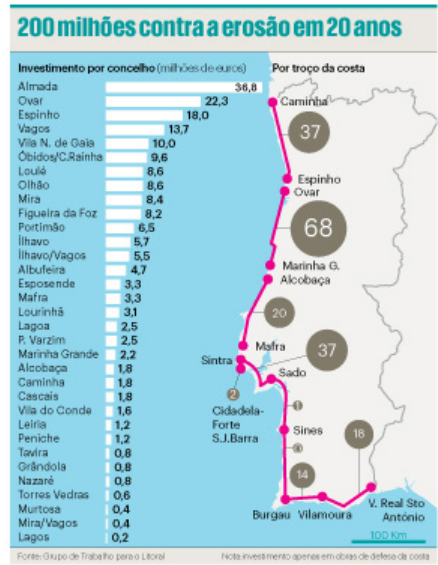 200 milhões contra a erosão em 20 anos
Investimento por concelho (milhões de euros)
Almada 36,8
Ovar 22,3
Espinho 18,0
Vagos 13,7
Vila N. de Gaia 10,0
Óbidos/C.Rainha 9,6
Loulé 8,6
Olhão 8,6
Mira 8,4
Figueira da Foz 8,2
Portimão 6,5
Ílhavo 5,7
Ílhavo/Vagos 5,5
Albufeira 4,7
Esposende 3,3
Mafra 3,3
Lourinhã 3,1
Lagoa 2,5
P. Varzim 2,5
Marinha Grande 2,2
Alcobaça 1,8
Caminha 1,8
Cascais 1,8
Vila do Conde 1,6
Leiria 1,2
Peniche 1,2
Tavira 0,8
Grândola 0,8
Nazaré 0,8
Torres Vedras 0,6
Murtosa 0,4
Mira/Vagos 0,4
Lagos 0,2
Por troço da costa
Caminha
37
Espinho
Ovar
68
Marinha G.
Alcobaça
20
Mafra
37
Sintra
Sado
2
Cidadela-
Forte
S.J.Barra
Sines
18
14
Burgau
Vilamoura
V. Real Sto
António
100 Km
Fonte: Grupo de Trabalho para o Litoral
Nota: investimento apenas em obras de defesa da costa